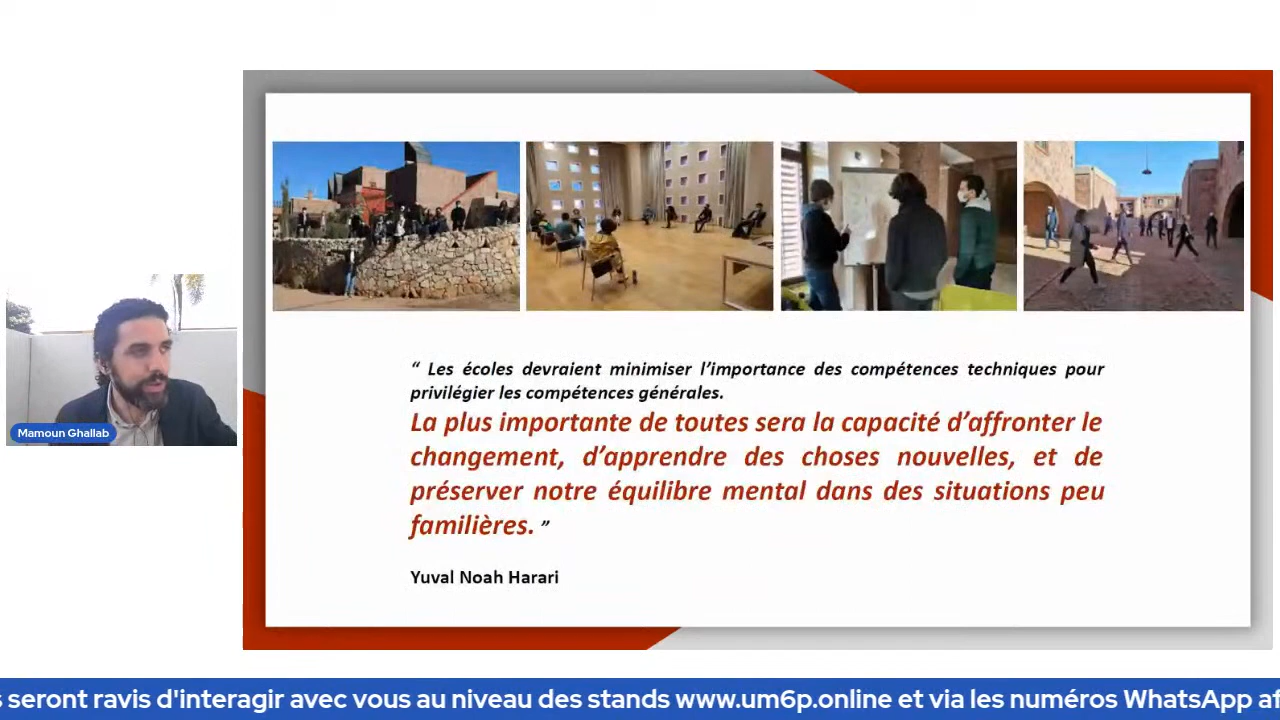 “ Les écoles devraient minimiser l’importance des compétences techniques pour
privilégier les compétences générales.
La plus importante de toutes sera la capacité d’affronter le
changement, d’apprendre des choses nouvelles, et de
préserver notre équilibre mental dans des situations peu
familières. ”
Mamoun Ghallab
Yuval Noah Harari
seront ravis d'interagir avec vous au niveau des stands www.um6p.online et via les numéros WhatsApp